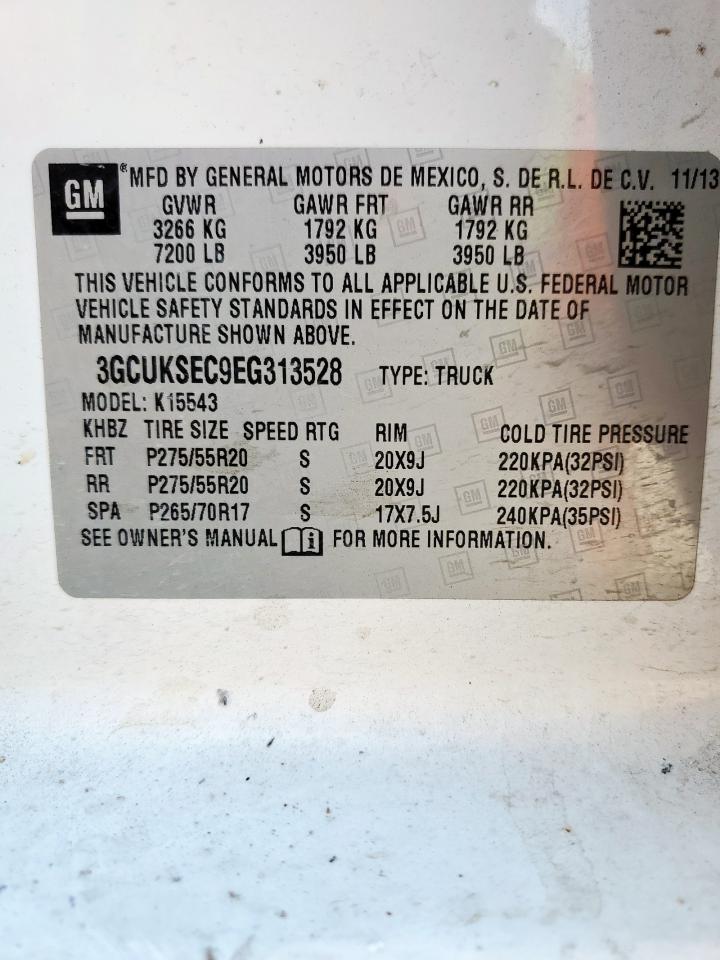 GM ® MFD BY GENERAL MOTORS DE MEXICO, S. DE R.L. DE C.V. 11/13
GVWR GAWR FRT GAWR RR
3266 KG 1792 KG 1792 KG
7200 LB 3950 LB 3950 LB
THIS VEHICLE CONFORMS TO ALL APPLICABLE U.S. FEDERAL MOTOR
VEHICLE SAFETY STANDARDS IN EFFECT ON THE DATE OF
MANUFACTURE SHOWN ABOVE.
3GCUKSEC9EG313528 TYPE: TRUCK
MODEL: K15543
KHBZ TIRE SIZE SPEED RTG RIM COLD TIRE PRESSURE
FRT P275/55R20 S 20X9J 220KPA(32PSI)
RR P275/55R20 S 20X9J 220KPA(32PSI)
SPA P265/70R17 S 17X7.5J 240KPA(35PSI)
SEE OWNER'S MANUAL i FOR MORE INFORMATION.